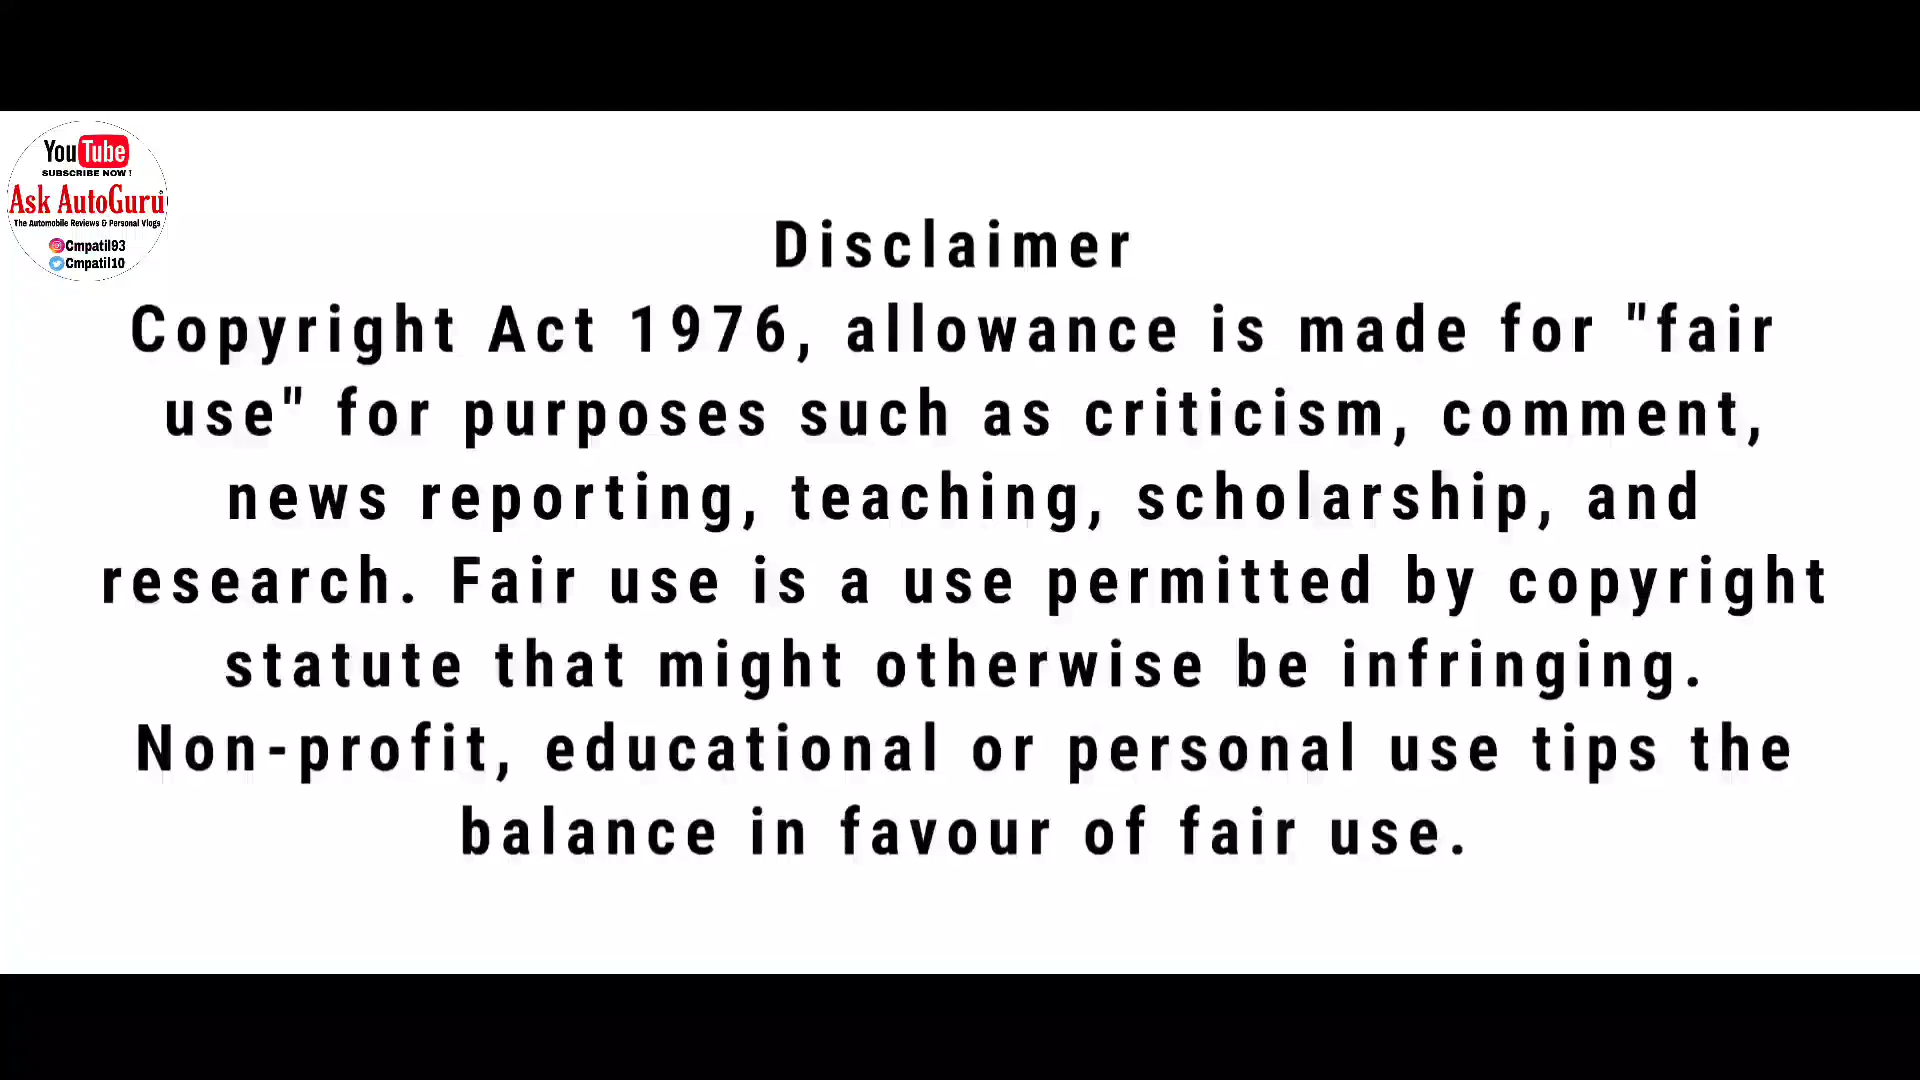 YouTube
SUBSCRIBE NOW !
Ask AutoGuru
The Automobile Reviews & Personal Vlogs
Cmpatil93
Cmpatil10
Disclaimer
Copyright Act 1976, allowance is made for "fair
use" for purposes such as criticism, comment,
news reporting, teaching, scholarship, and
research. Fair use is a use permitted by copyright
statute that might otherwise be infringing.
Non-profit, educational or personal use tips the
balance in favour of fair use.